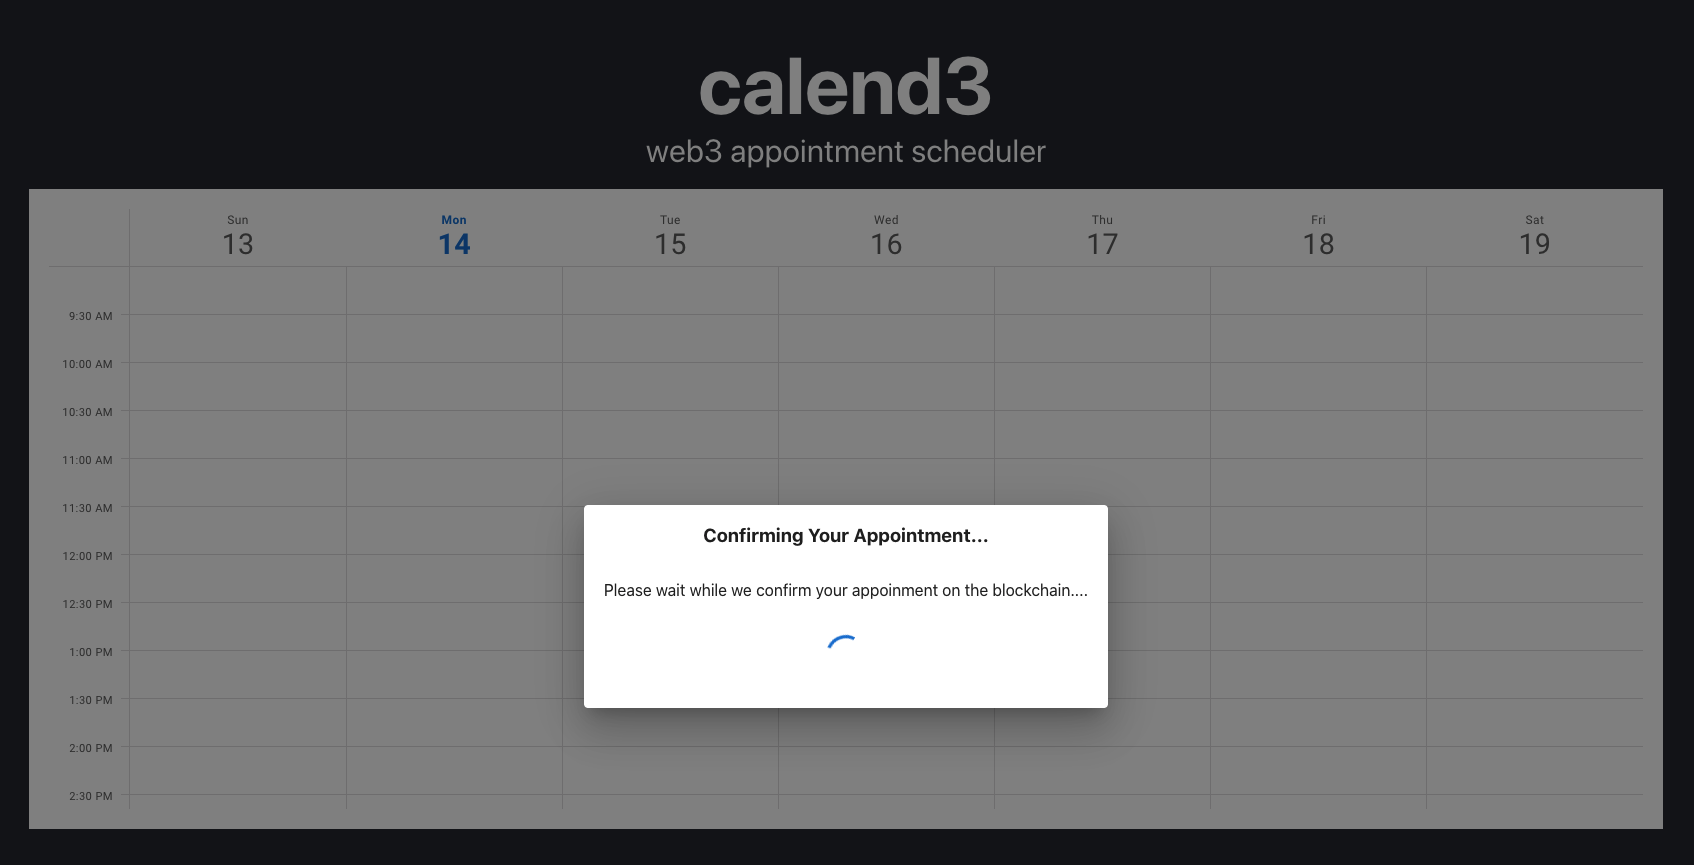 calend3
web3 appointment scheduler
Sun Mon Tue Wed Thu Fri Sat
13 14 15 16 17 18 19
9:30 AM
10:00 AM
10:30 AM
11:00 AM
11:30 AM
Confirming Your Appointment...
12:00 PM
Please wait while we confirm your appoinment on the blockchain....
12:30 PM
1:00 PM
1:30 PM
2:00 PM
2:30 PM